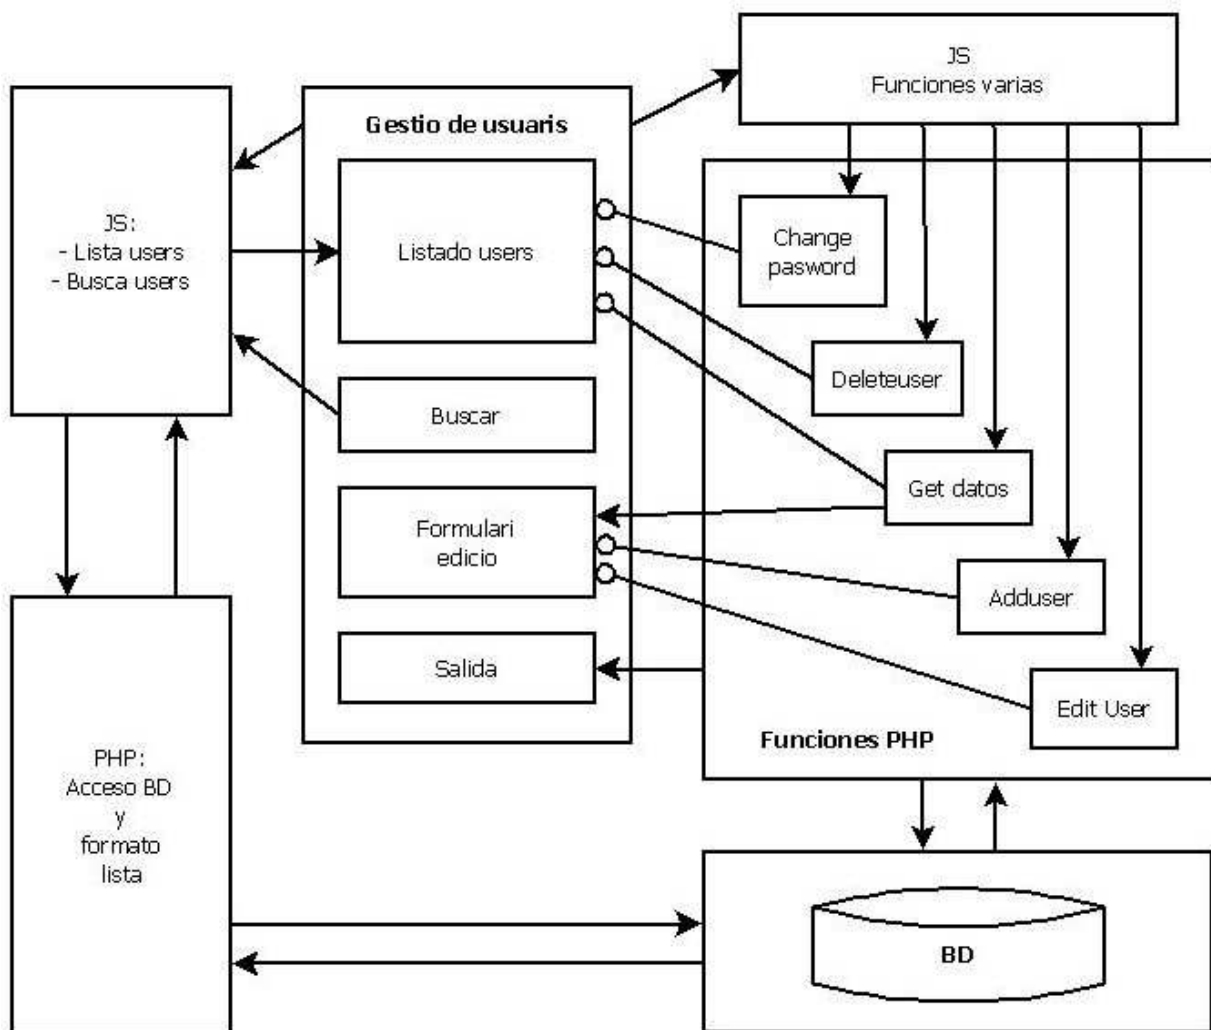 JS
Funciones varias
Gestio de usuaris
JS:
- Lista users
- Busca users
Listado users
Change
pasword
Deleteuser
Buscar
Get datos
Formulari
edicio
Adduser
Salida
Edit User
Funciones PHP
PHP:
Acceso BD
y
formato
lista
BD